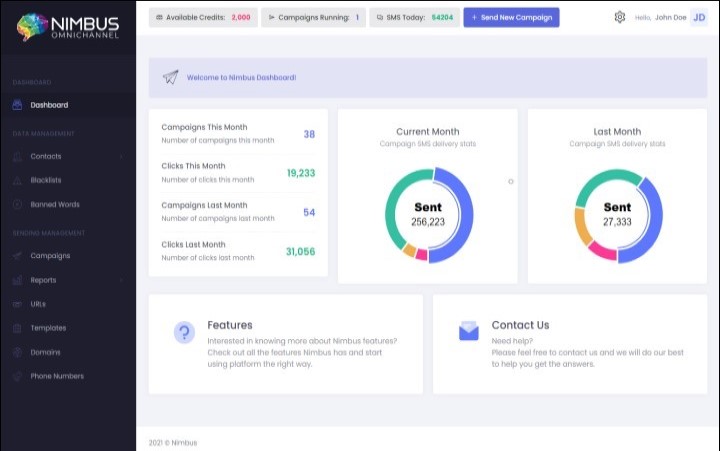 NIMBUS
OMNICHANNEL
Available Credits: 2,000
Campaigns Running: 1
SMS Today: 54204
+ Send New Campaign
Hello, John Doe JD
DASHBOARD
Dashboard
DATA MANAGEMENT
Contacts
Blacklists
Banned Words
SENDING MANAGEMENT
Campaigns
Reports
URLs
Templates
Domains
Phone Numbers
Welcome to Nimbus Dashboard!
Campaigns This Month
Number of campaigns this month
38
Clicks This Month
Number of clicks this month
19,233
Campaigns Last Month
Number of campaigns last month
54
Clicks Last Month
Number of clicks last month
31,056
Current Month
Campaign SMS delivery stats
Sent
256,223
Last Month
Campaign SMS delivery stats
Sent
27,333
Features
Interested in knowing more about Nimbus features?
Check out all the features Nimbus has and start
using platform the right way.
Contact Us
Need help?
Please feel free to contact us and we will do our best
to help you get the answers.
2021 © Nimbus